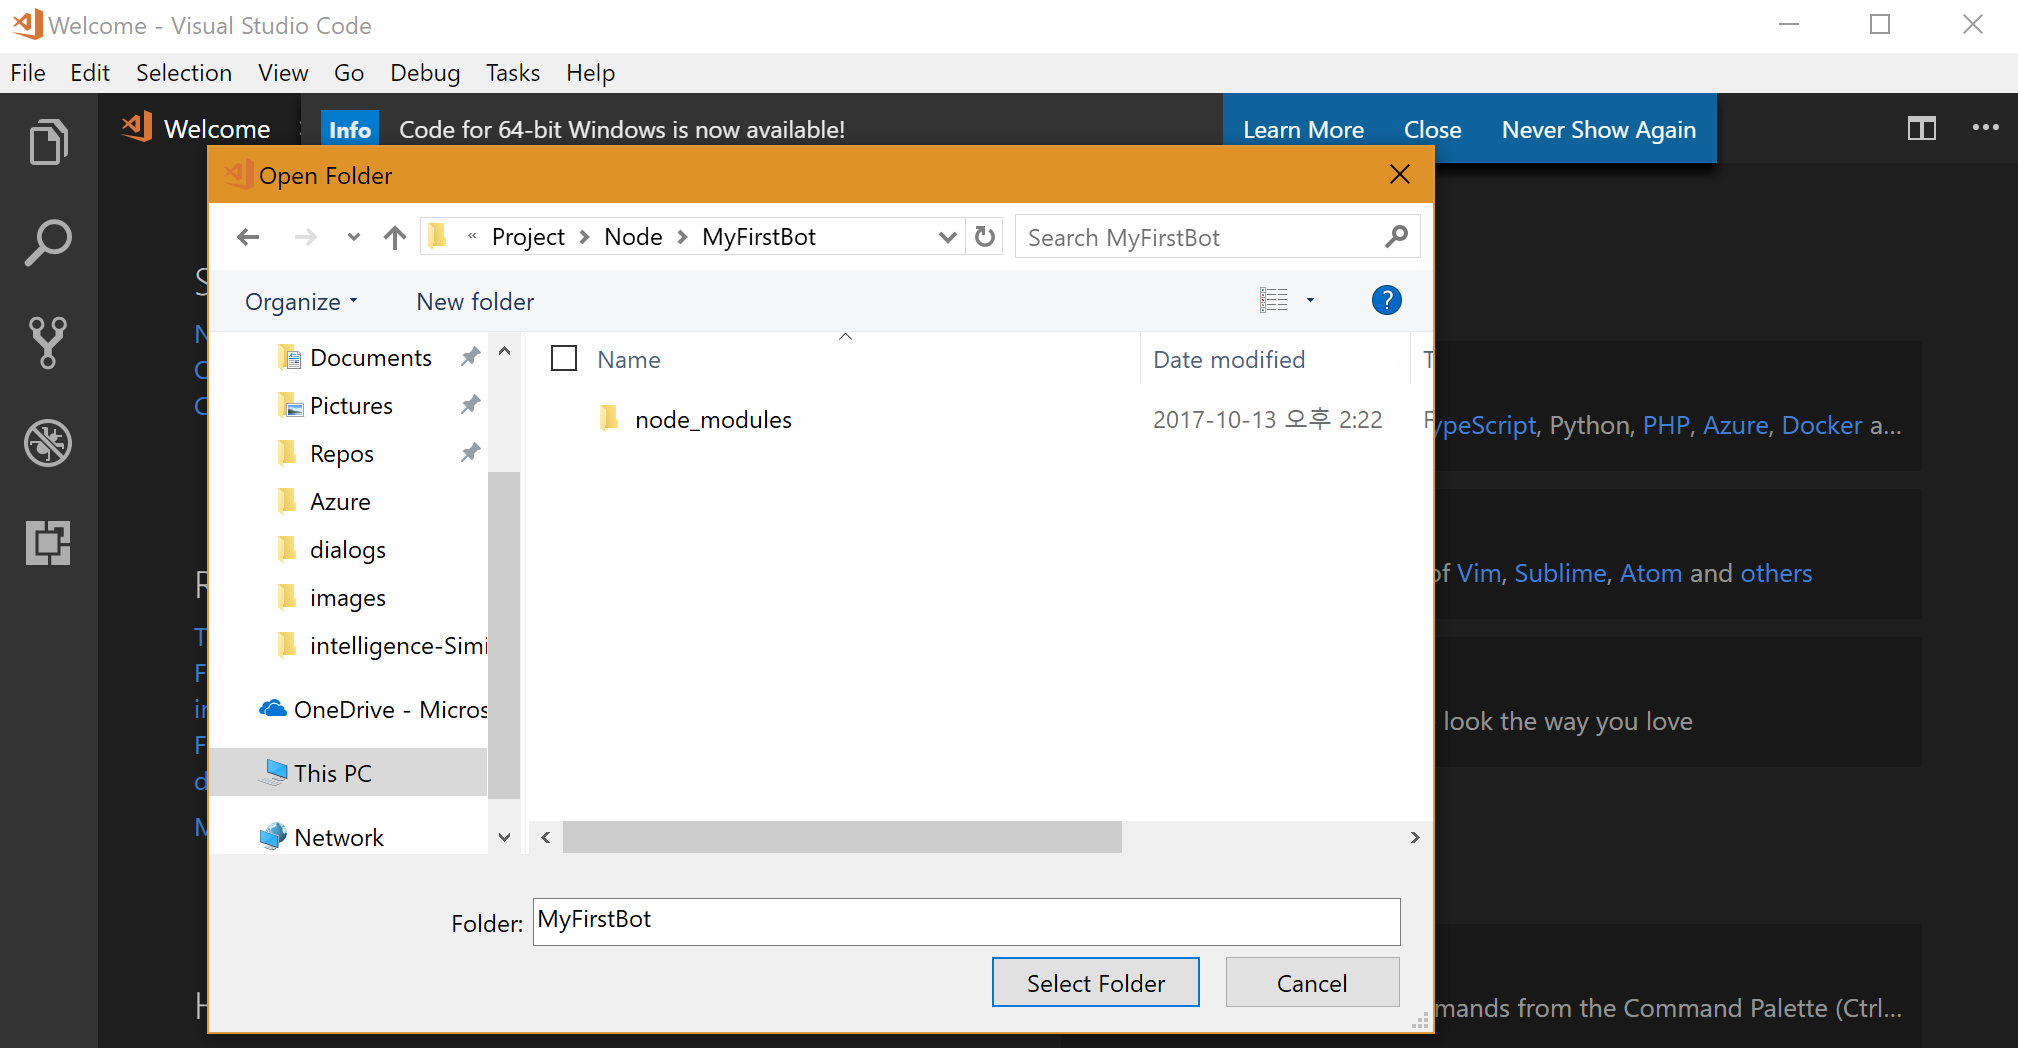 Welcome - Visual Studio Code
File Edit Selection View Go Debug Tasks Help
Welcome
Info Code for 64-bit Windows is now available! Learn More Close Never Show Again
Open Folder
« Project > Node > MyFirstBot
Search MyFirstBot
Organize New folder
Documents
Pictures
Repos
Azure
dialogs
images
intelligence-Simi
OneDrive - Micros
This PC
Network
Name Date modified
node_modules 2017-10-13 오후 2:22
Folder: MyFirstBot
Select Folder Cancel
ypeScript, Python, PHP, Azure, Docker a...
of Vim, Sublime, Atom and others
look the way you love
mands from the Command Palette (Ctrl...